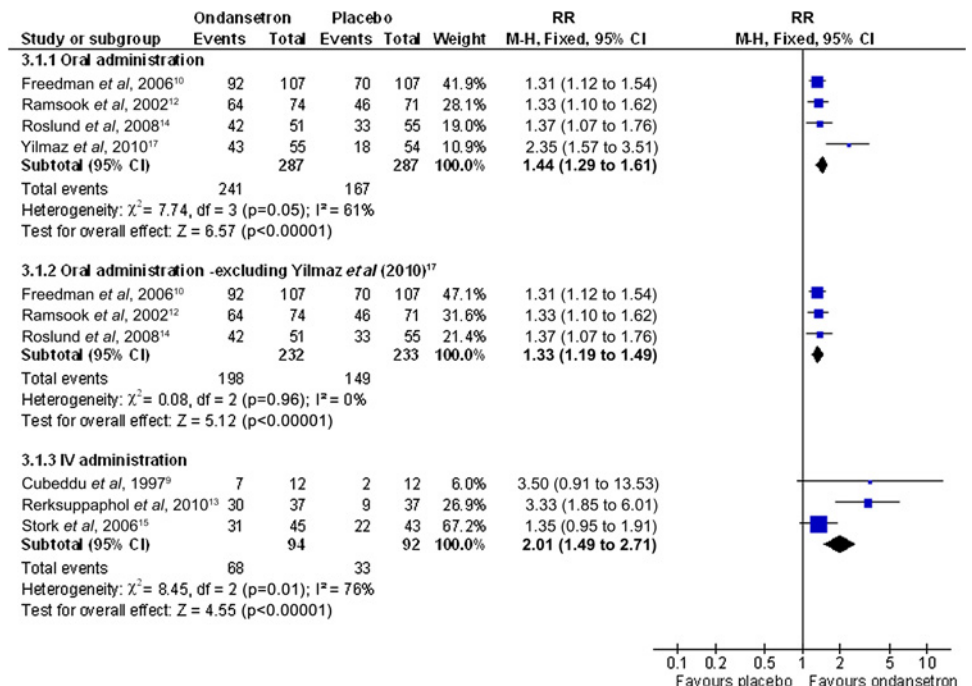 Ondansetron Placebo RR RR
Study or subgroup Events Total Events Total Weight M-H, Fixed, 95% CI M-H, Fixed, 95% CI
3.1.1 Oral administration
Freedman et al, 2006¹⁰ 92 107 70 107 41.9% 1.31 (1.12 to 1.54)
Ramsook et al, 2002¹² 64 74 46 71 28.1% 1.33 (1.10 to 1.62)
Roslund et al, 2008¹⁴ 42 51 33 55 19.0% 1.37 (1.07 to 1.76)
Yilmaz et al, 2010¹⁷ 43 55 18 54 10.9% 2.35 (1.57 to 3.51)
Subtotal (95% CI) 287 287 100.0% 1.44 (1.29 to 1.61)
Total events 241 167
Heterogeneity: χ² = 7.74, df = 3 (p=0.05); I² = 61%
Test for overall effect: Z = 6.57 (p<0.00001)
3.1.2 Oral administration -excluding Yilmaz et al (2010)¹⁷
Freedman et al, 2006¹⁰ 92 107 70 107 47.1% 1.31 (1.12 to 1.54)
Ramsook et al, 2002¹² 64 74 46 71 31.6% 1.33 (1.10 to 1.62)
Roslund et al, 2008¹⁴ 42 51 33 55 21.4% 1.37 (1.07 to 1.76)
Subtotal (95% CI) 232 233 100.0% 1.33 (1.19 to 1.49)
Total events 198 149
Heterogeneity: χ² = 0.08, df = 2 (p=0.96); I² = 0%
Test for overall effect: Z = 5.12 (p<0.00001)
3.1.3 IV administration
Cubeddu et al, 1997⁹ 7 12 2 12 6.0% 3.50 (0.91 to 13.53)
Rerksuppaphol et al, 2010¹³ 30 37 9 37 26.9% 3.33 (1.85 to 6.01)
Stork et al, 2006¹⁵ 31 45 22 43 67.2% 1.35 (0.95 to 1.91)
Subtotal (95% CI) 94 92 100.0% 2.01 (1.49 to 2.71)
Total events 68 33
Heterogeneity: χ² = 8.45, df = 2 (p=0.01); I² = 76%
Test for overall effect: Z = 4.55 (p<0.00001)
0.1 0.2 0.5 1 2 5 10
Favours placebo Favours ondansetron